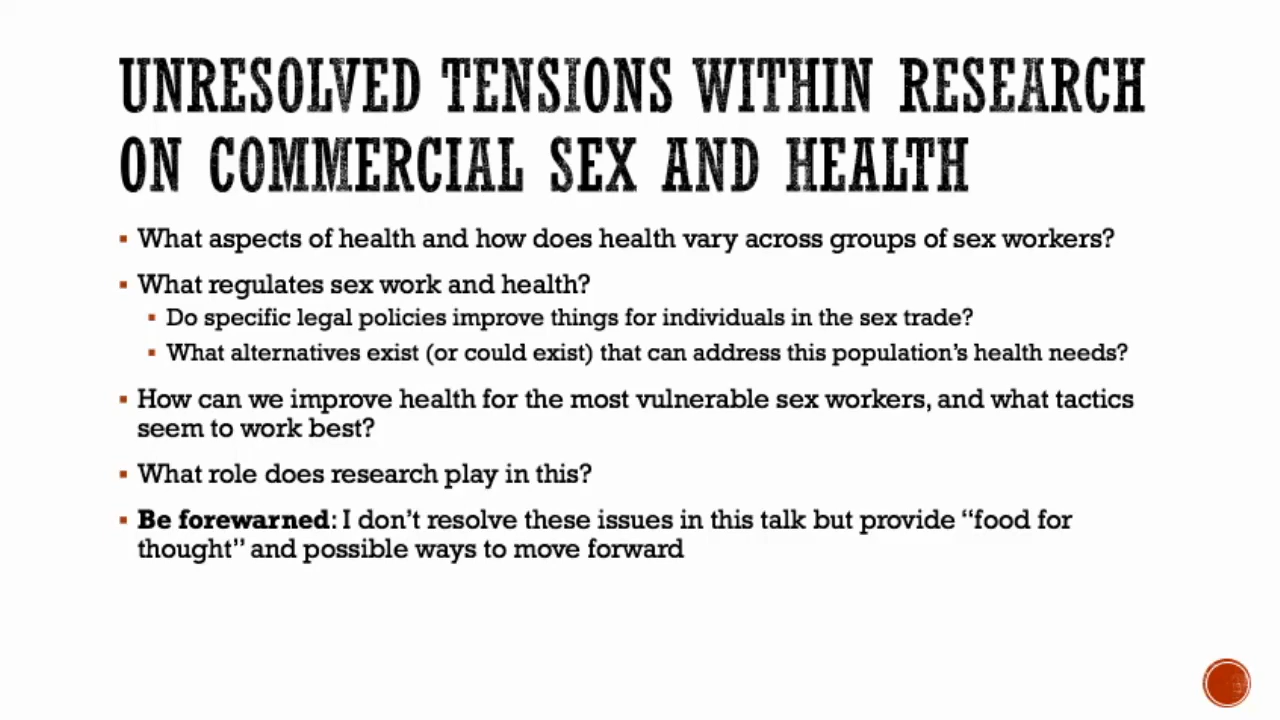 UNRESOLVED TENSIONS WITHIN RESEARCH
ON COMMERCIAL SEX AND HEALTH
▪ What aspects of health and how does health vary across groups of sex workers?
▪ What regulates sex work and health?
▪ Do specific legal policies improve things for individuals in the sex trade?
▪ What alternatives exist (or could exist) that can address this population’s health needs?
▪ How can we improve health for the most vulnerable sex workers, and what tactics
seem to work best?
▪ What role does research play in this?
▪ Be forewarned: I don’t resolve these issues in this talk but provide “food for
thought” and possible ways to move forward